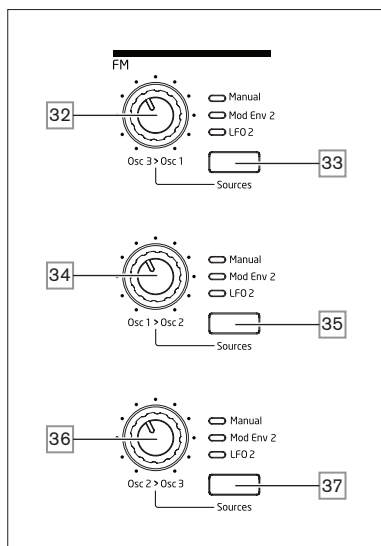 FM
32
Manual
Mod Env 2
LFO 2
33
Osc 3 > Osc 1
Sources
34
Manual
Mod Env 2
LFO 2
35
Osc 1 > Osc 2
Sources
36
Manual
Mod Env 2
LFO 2
37
Osc 2 > Osc 3
Sources